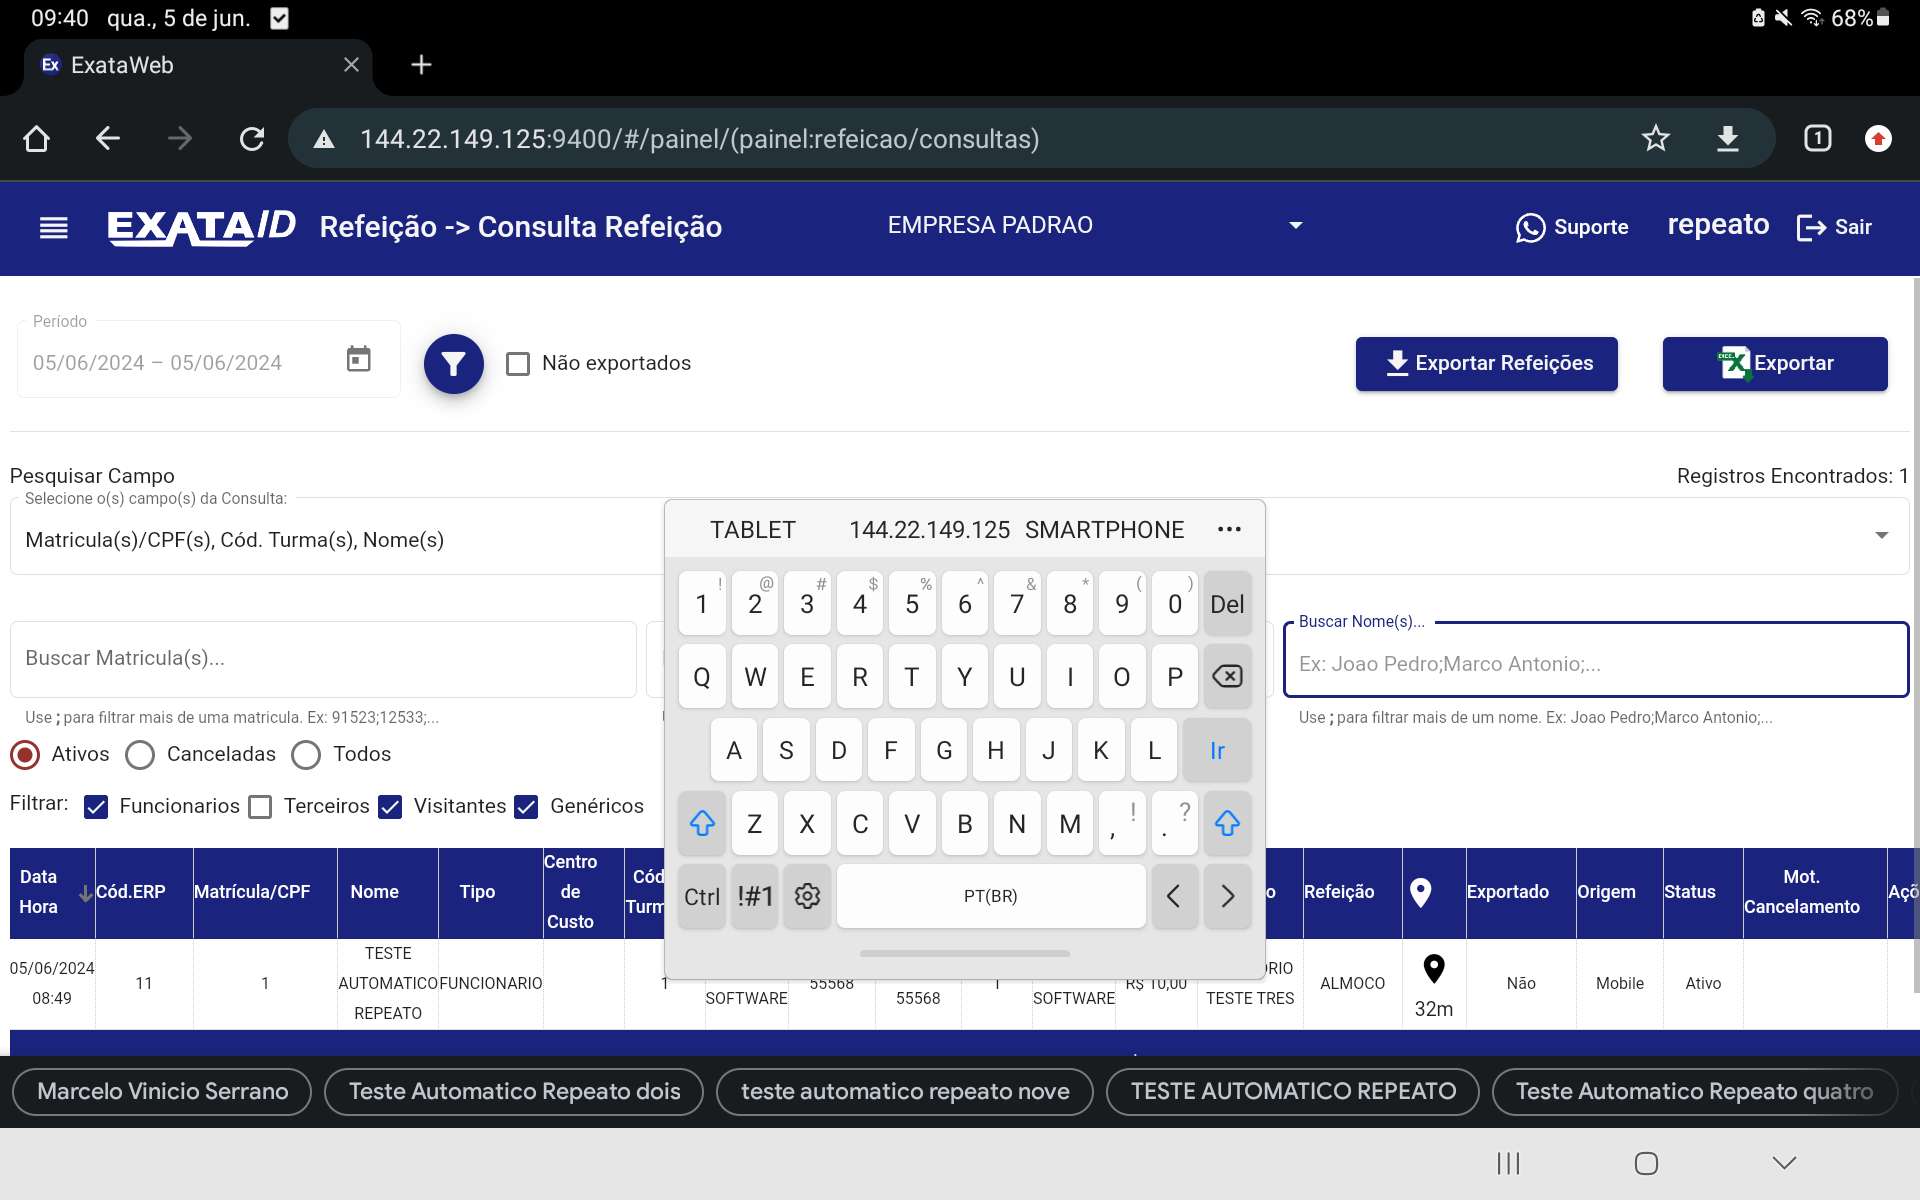 09:40 qua., 5 de jun. 68%
Ex ExataWeb
144.22.149.125:9400/#/painel/(painel:refeicao/consultas) 1
EXATAID Refeição -> Consulta Refeição EMPRESA PADRAO Suporte repeato Sair
Período
05/06/2024 – 05/06/2024 Não exportados Exportar Refeições Exportar
Pesquisar Campo Registros Encontrados: 1
Selecione o(s) campo(s) da Consulta:
Matricula(s)/CPF(s), Cód. Turma(s), Nome(s)
TABLET 144.22.149.125 SMARTPHONE ...
! @ # $ % ^ & * ( )
1 2 3 4 5 6 7 8 9 0 Del
Q W E R T Y U I O P
A S D F G H J K L Ir
Z X C V B N M , ! . ?
Ctrl !#1 PT(BR) < >
Buscar Matricula(s)...
Use ; para filtrar mais de uma matricula. Ex: 91523;12533;...
Buscar Nome(s)...
Ex: Joao Pedro;Marco Antonio;...
Use ; para filtrar mais de um nome. Ex: Joao Pedro;Marco Antonio;...
Ativos Canceladas Todos
Filtrar: Funcionarios Terceiros Visitantes Genéricos
Data Hora Cód.ERP Matrícula/CPF Nome Tipo Centro de Custo Cód Turm o Refeição Exportado Origem Status Mot. Cancelamento Açõ
05/06/2024 08:49 11 1 TESTE AUTOMATICO REPEATO FUNCIONARIO 1 SOFTWARE 55568 55568 1 SOFTWARE R$ 10,00 RIO TESTE TRES ALMOCO 32m Não Mobile Ativo
Marcelo Vinicio Serrano Teste Automatico Repeato dois teste automatico repeato nove TESTE AUTOMATICO REPEATO Teste Automatico Repeato quatro